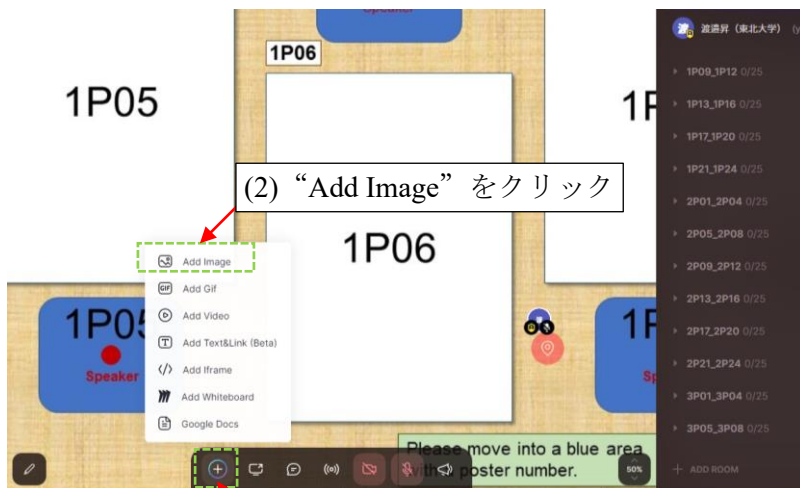 Speaker
1P06
1P05
(2) “Add Image” をクリック
1P06
Add Image
GIF Add Gif
Add Video
T Add Text&Link (Beta)
</> Add Iframe
Add Whiteboard
Google Docs
1P05
Speaker
Please move into a blue area
poster number.
50%
渡邉昇（東北大学）
1P09_1P12 0/25
1P13_1P16 0/25
1P17_1P20 0/25
1P21_1P24 0/25
2P01_2P04 0/25
2P05_2P08 0/25
2P09_2P12 0/25
2P13_2P16 0/25
2P17_2P20 0/25
2P21_2P24 0/25
3P01_3P04 0/25
3P05_3P08 0/25
+ ADD ROOM